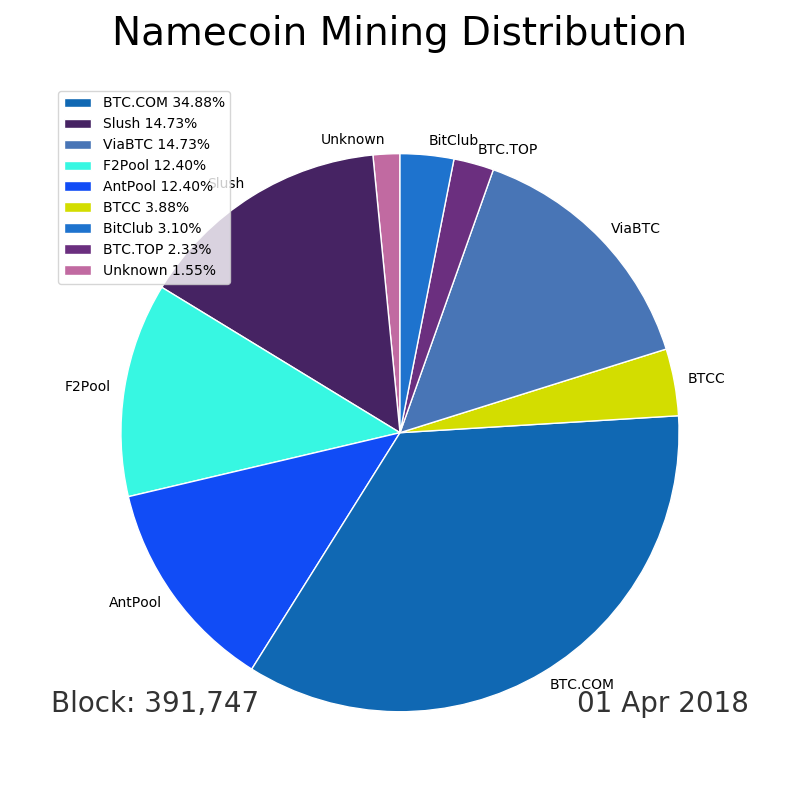 Namecoin Mining Distribution
BTC.COM 34.88%
Slush 14.73%
ViaBTC 14.73%
F2Pool 12.40%
AntPool 12.40%
BTCC 3.88%
BitClub 3.10%
BTC.TOP 2.33%
Unknown 1.55%
Unknown
BitClub
BTC.TOP
Slush
ViaBTC
BTCC
F2Pool
AntPool
BTC.COM
Block: 391,747
01 Apr 2018